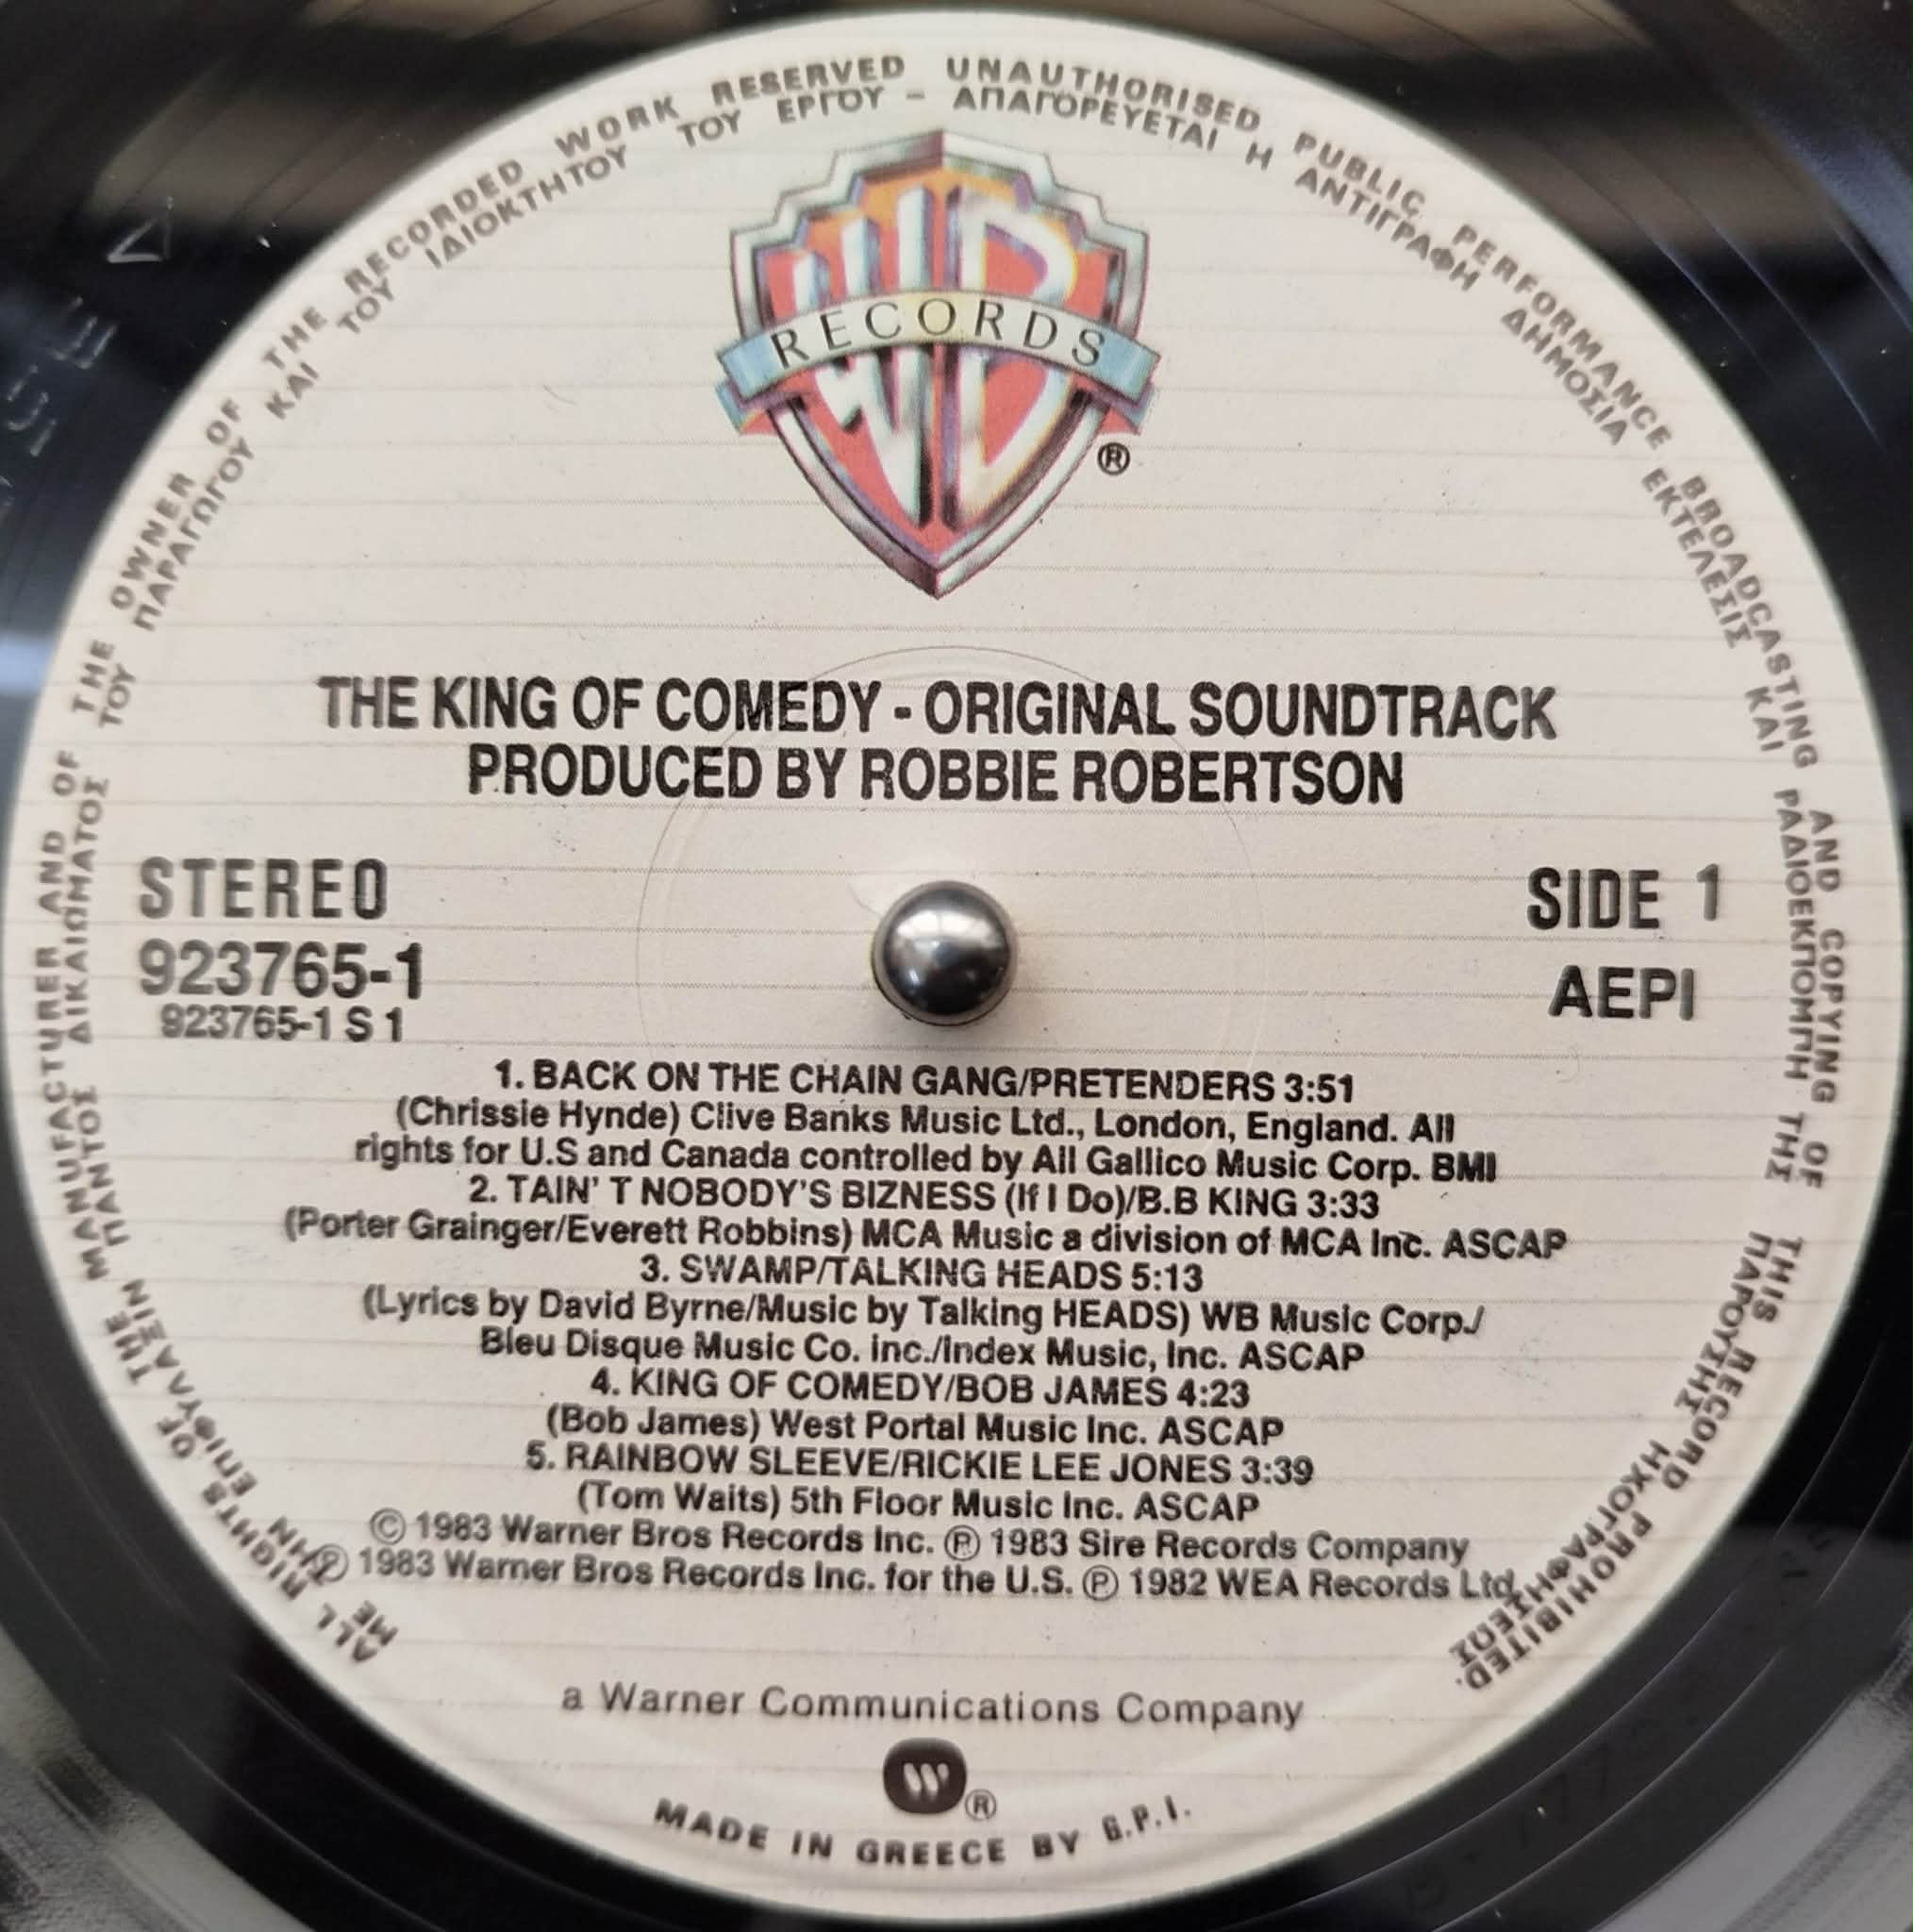 ALL RIGHTS OF THE MANUFACTURER AND OF THE OWNER OF THE RECORDED WORK RESERVED UNAUTHORISED PUBLIC PERFORMANCE BROADCASTING AND COPYING OF THIS RECORD PROHIBITED.
ΜΕ ΤΗΝ ΕΠΙΦΥΛΑΞΙΝ ΠΑΝΤΟΣ ΔΙΚΑΙΩΜΑΤΟΣ ΤΟΥ ΠΑΡΑΓΩΓΟΥ ΚΑΙ ΤΟΥ ΙΔΙΟΚΤΗΤΟΥ ΤΟΥ ΕΡΓΟΥ - ΑΠΑΓΟΡΕΥΕΤΑΙ Η ΑΝΤΙΓΡΑΦΗ ΔΗΜΟΣΙΑ ΕΚΤΕΛΕΣΙΣ ΚΑΙ ΡΑΔΙΟΕΚΠΟΜΠΗ ΤΗΣ ΠΑΡΟΥΣΗΣ ΗΧΟΓΡΑΦΗΣΕΩΣ
WB
RECORDS
®
THE KING OF COMEDY - ORIGINAL SOUNDTRACK
PRODUCED BY ROBBIE ROBERTSON
STEREO
923765-1
923765-1 S 1
SIDE 1
AEPI
1. BACK ON THE CHAIN GANG/PRETENDERS 3:51
(Chrissie Hynde) Clive Banks Music Ltd., London, England. All
rights for U.S and Canada controlled by All Gallico Music Corp. BMI
2. TAIN' T NOBODY'S BIZNESS (If I Do)/B.B KING 3:33
(Porter Grainger/Everett Robbins) MCA Music a division of MCA Inc. ASCAP
3. SWAMP/TALKING HEADS 5:13
(Lyrics by David Byrne/Music by Talking HEADS) WB Music Corp./
Bleu Disque Music Co. inc./Index Music, Inc. ASCAP
4. KING OF COMEDY/BOB JAMES 4:23
(Bob James) West Portal Music Inc. ASCAP
5. RAINBOW SLEEVE/RICKIE LEE JONES 3:39
(Tom Waits) 5th Floor Music Inc. ASCAP
© 1983 Warner Bros Records Inc. ℗ 1983 Sire Records Company
℗ 1983 Warner Bros Records Inc. for the U.S. ℗ 1982 WEA Records Ltd.
a Warner Communications Company
W®
MADE IN GREECE BY G.P.I.